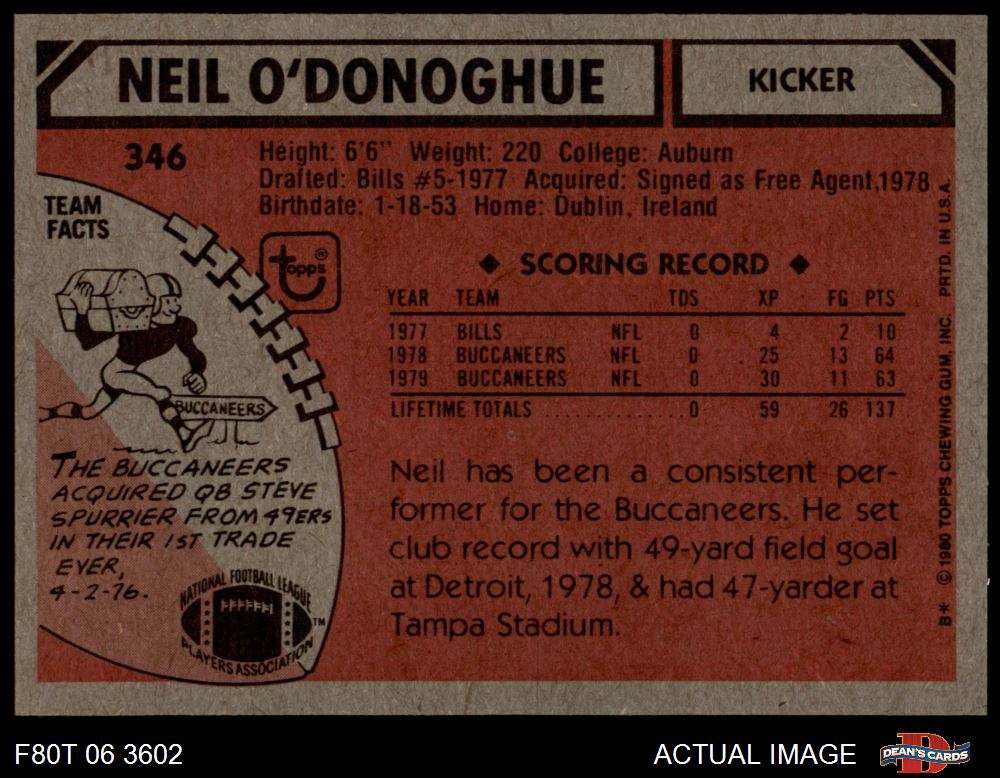 NEIL O'DONOGHUE
KICKER
346
Height: 6'6" Weight: 220 College: Auburn
Drafted: Bills #5-1977 Acquired: Signed as Free Agent,1978
Birthdate: 1-18-53 Home: Dublin, Ireland
TEAM
FACTS
topps®
BUCCANEERS
THE BUCCANEERS
ACQUIRED QB STEVE
SPURRIER FROM 49ERS
IN THEIR 1ST TRADE
EVER,
4-2-76.
NATIONAL FOOTBALL LEAGUE
PLAYERS ASSOCIATION
TM
◆ SCORING RECORD ◆
YEAR TEAM TDS XP FG PTS
1977 BILLS NFL 0 4 2 10
1978 BUCCANEERS NFL 0 25 13 64
1979 BUCCANEERS NFL 0 30 11 63
LIFETIME TOTALS ............ 0 59 26 137
Neil has been a consistent per-
former for the Buccaneers. He set
club record with 49-yard field goal
at Detroit, 1978, & had 47-yarder at
Tampa Stadium.
B* © 1980 TOPPS CHEWING GUM, INC. PRTD. IN U.S.A.
F80T 06 3602
ACTUAL IMAGE
DEAN'S CARDS